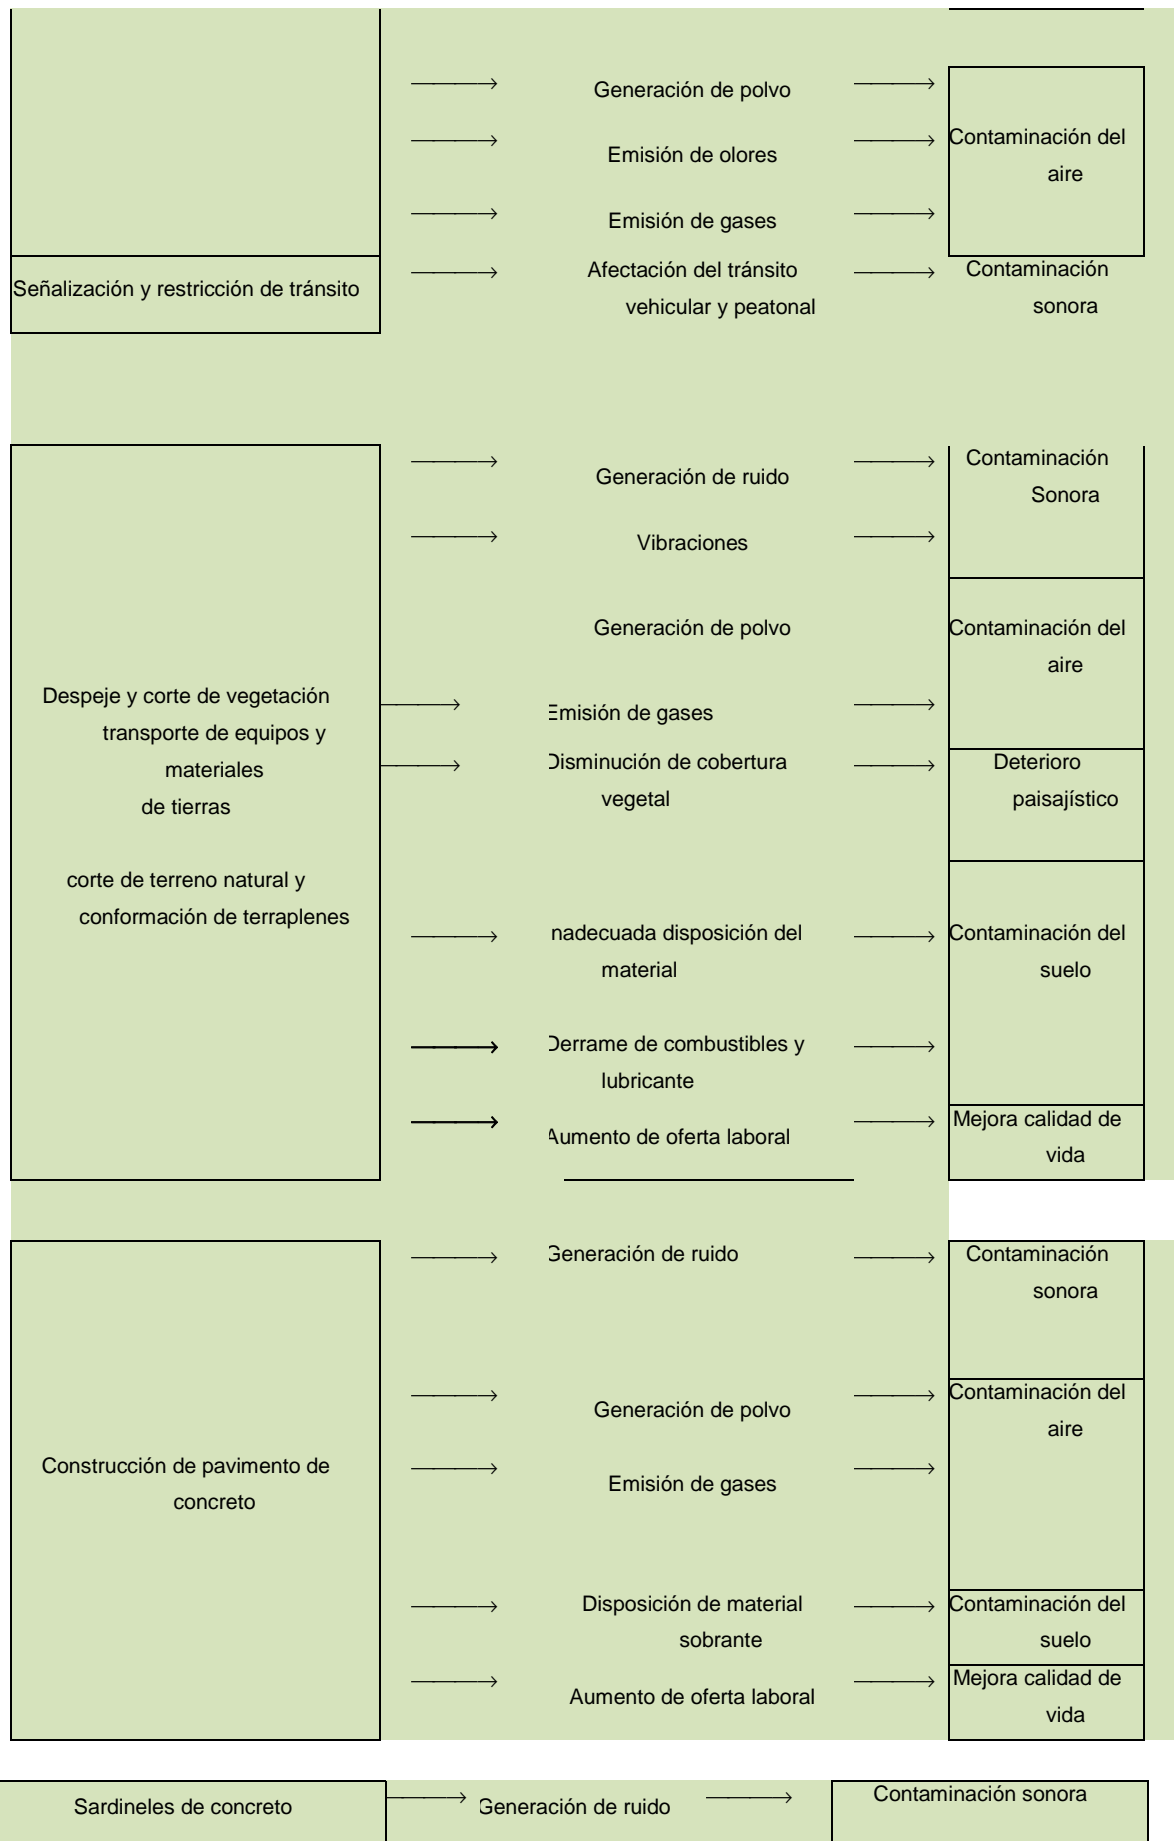 Generación de polvo
Contaminación del
aire
Emisión de olores
Emisión de gases
Señalización y restricción de tránsito
Afectación del tránsito
vehicular y peatonal
Contaminación
sonora
Despeje y corte de vegetación
transporte de equipos y
materiales
de tierras
corte de terreno natural y
conformación de terraplenes
Generación de ruido
Contaminación
Sonora
Vibraciones
Generación de polvo
Contaminación del
aire
Emisión de gases
Disminución de cobertura
vegetal
Deterioro
paisajístico
nadecuada disposición del
material
Contaminación del
suelo
Derrame de combustibles y
lubricante
Aumento de oferta laboral
Mejora calidad de
vida
Construcción de pavimento de
concreto
Generación de ruido
Contaminación
sonora
Generación de polvo
Contaminación del
aire
Emisión de gases
Disposición de material
sobrante
Contaminación del
suelo
Aumento de oferta laboral
Mejora calidad de
vida
Sardineles de concreto
Generación de ruido
Contaminación sonora